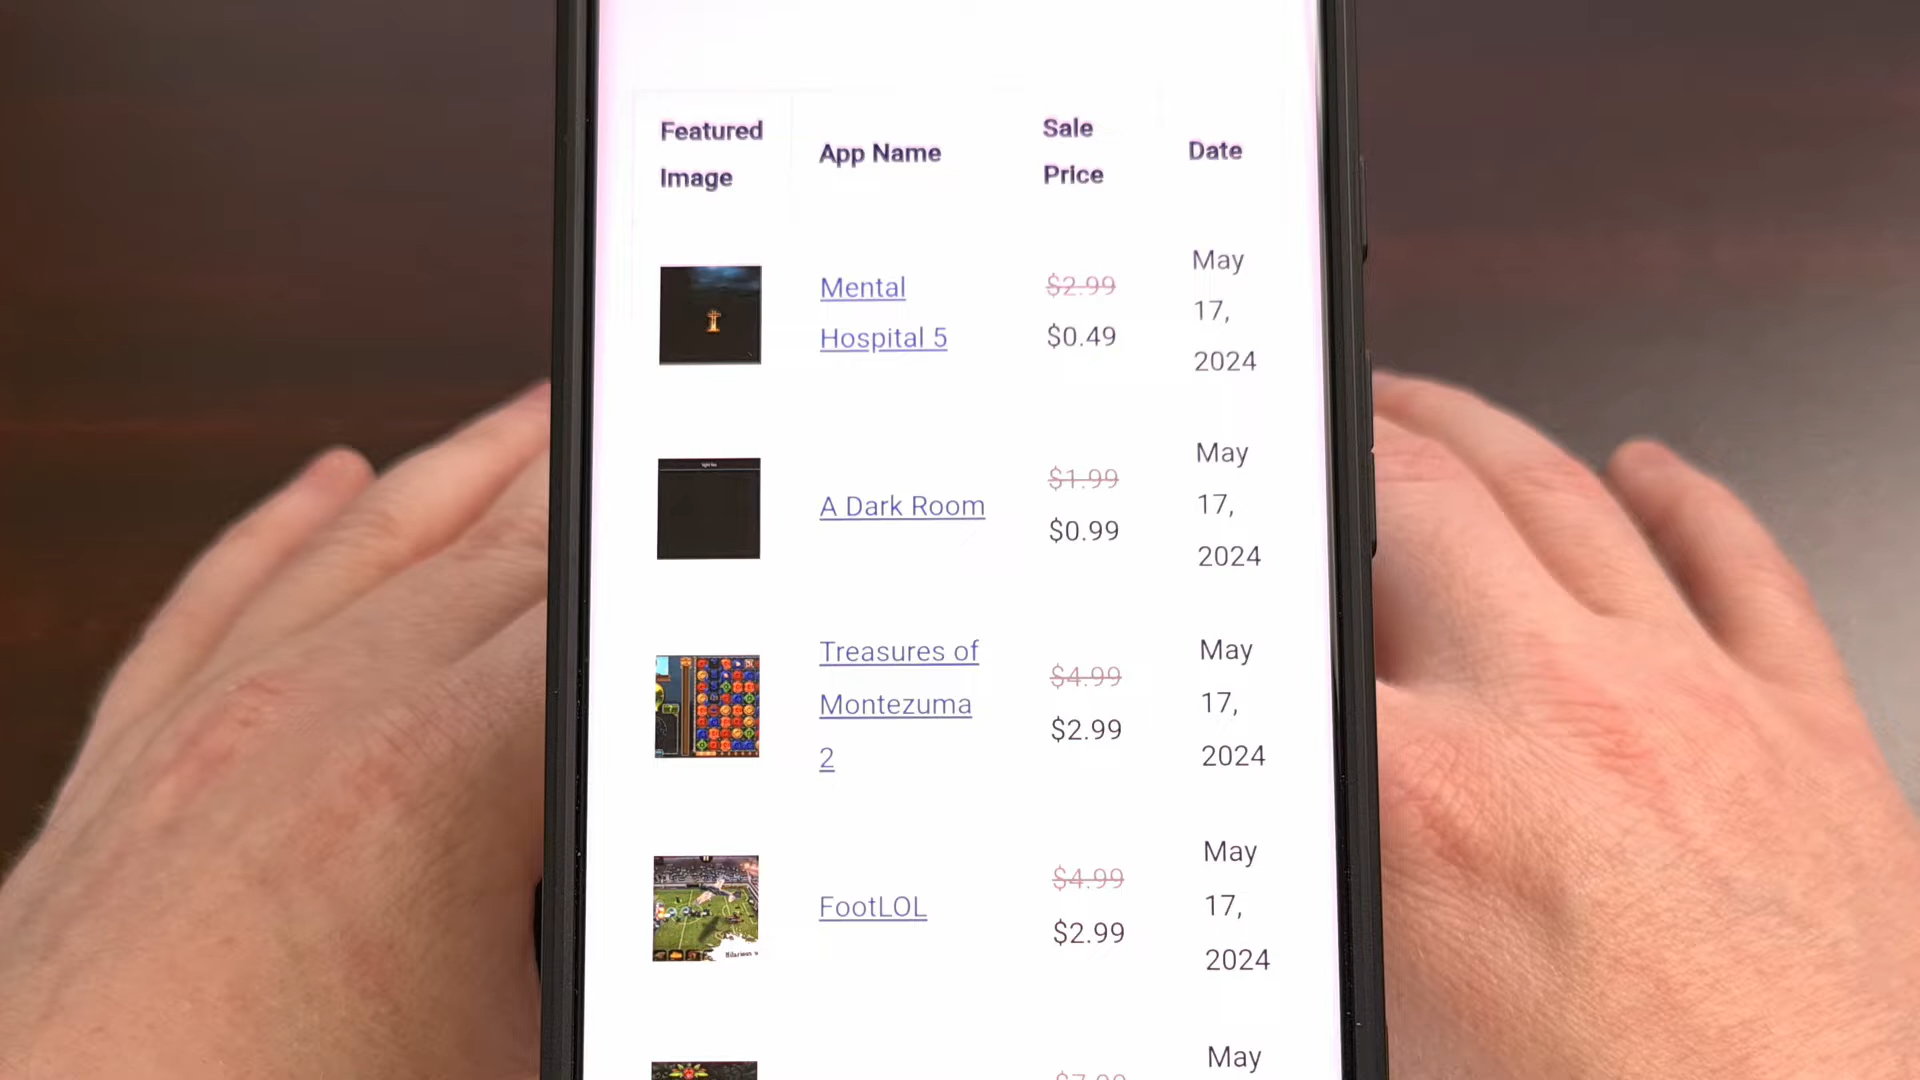 Featured
Image
App Name
Sale
Price
Date
Mental
Hospital 5
$2.99
$0.49
May
17,
2024
A Dark Room
$1.99
$0.99
May
17,
2024
Treasures of
Montezuma
2
$4.99
$2.99
May
17,
2024
FootLOL
$4.99
$2.99
May
17,
2024
May